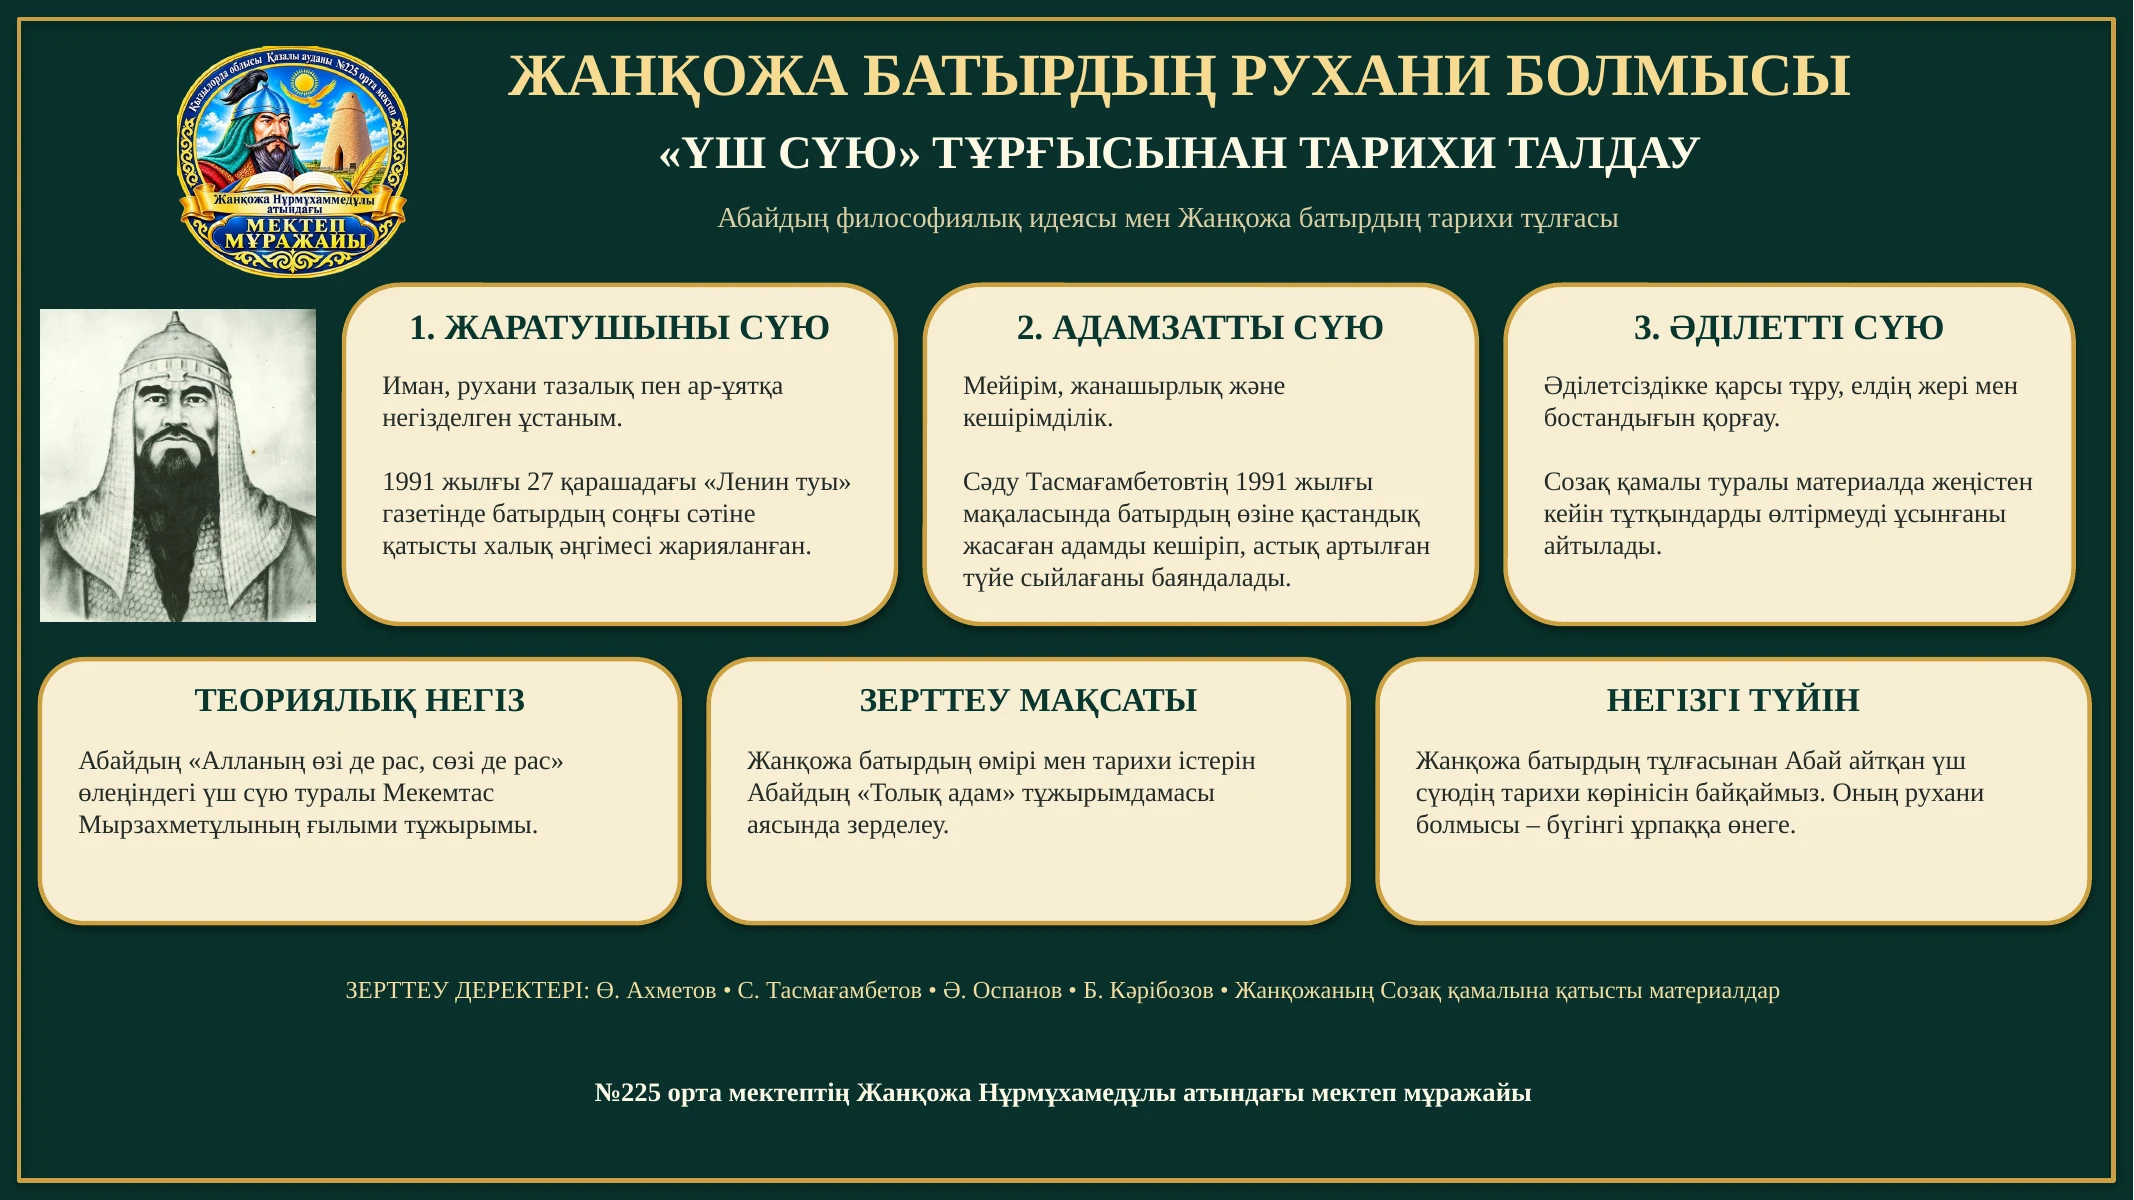 Қызылорда облысы Қазалы ауданы №225 орта мектеп
Жанқожа Нұрмұхаммедұлы
атындағы
МЕКТЕП
МҰРАЖАЙЫ
ЖАНҚОЖА БАТЫРДЫҢ РУХАНИ БОЛМЫСЫ
«ҮШ СҮЮ» ТҰРҒЫСЫНАН ТАРИХИ ТАЛДАУ
Абайдың философиялық идеясы мен Жанқожа батырдың тарихи тұлғасы
1. ЖАРАТУШЫНЫ СҮЮ
Иман, рухани тазалық пен ар-ұятқа
негізделген ұстаным.
1991 жылғы 27 қарашадағы «Ленин туы»
газетінде батырдың соңғы сәтіне
қатысты халық әңгімесі жарияланған.
2. АДАМЗАТТЫ СҮЮ
Мейірім, жанашырлық және
кешірімділік.
Сәду Тасмағамбетовтің 1991 жылғы
мақаласында батырдың өзіне қастандық
жасаған адамды кешіріп, астық артылған
түйе сыйлағаны баяндалады.
3. ӘДІЛЕТТІ СҮЮ
Әділетсіздікке қарсы тұру, елдің жері мен
бостандығын қорғау.
Созақ қамалы туралы материалда жеңістен
кейін тұтқындарды өлтірмеуді ұсынғаны
айтылады.
ТЕОРИЯЛЫҚ НЕГІЗ
Абайдың «Алланың өзі де рас, сөзі де рас»
өлеңіндегі үш сүю туралы Мекемтас
Мырзахметұлының ғылыми тұжырымы.
ЗЕРТТЕУ МАҚСАТЫ
Жанқожа батырдың өмірі мен тарихи істерін
Абайдың «Толық адам» тұжырымдамасы
аясында зерделеу.
НЕГІЗГІ ТҮЙІН
Жанқожа батырдың тұлғасынан Абай айтқан үш
сүюдің тарихи көрінісін байқаймыз. Оның рухани
болмысы – бүгінгі ұрпаққа өнеге.
ЗЕРТТЕУ ДЕРЕКТЕРІ: Ө. Ахметов • С. Тасмағамбетов • Ә. Оспанов • Б. Кәрібозов • Жанқожаның Созақ қамалына қатысты материалдар
№225 орта мектептің Жанқожа Нұрмұхамедұлы атындағы мектеп мұражайы